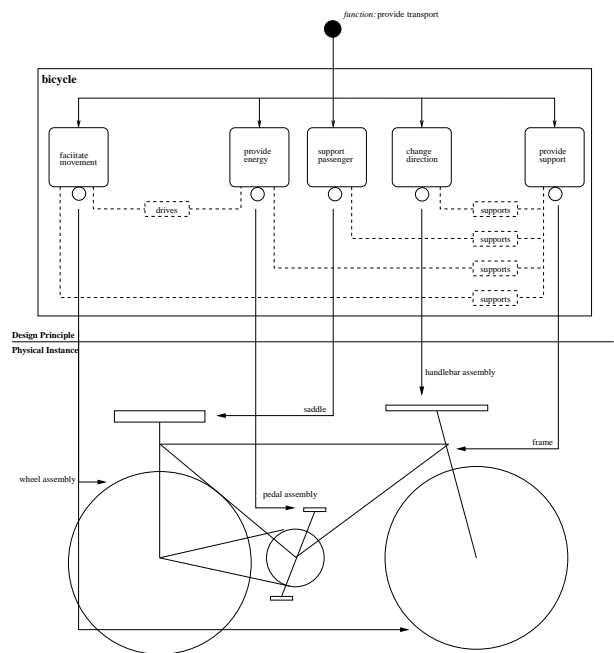 function: provide transport
bicycle
faciitate
movement
provide
energy
support
passenger
change
direction
provide
support
drives
supports
supports
supports
supports
Design Principle
Physical Instance
handlebar assembly
saddle
frame
wheel assembly
pedal assembly